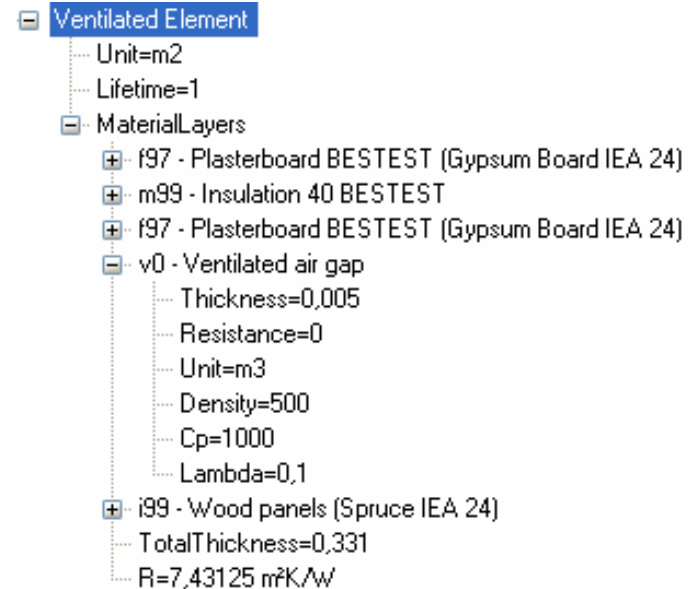 Ventilated Element
Unit=m2
Lifetime=1
MaterialLayers
f97 - Plasterboard BESTEST (Gypsum Board IEA 24)
m99 - Insulation 40 BESTEST
f97 - Plasterboard BESTEST (Gypsum Board IEA 24)
v0 - Ventilated air gap
Thickness=0,005
Resistance=0
Unit=m3
Density=500
Cp=1000
Lambda=0,1
i99 - Wood panels (Spruce IEA 24)
TotalThickness=0,331
R=7,43125 m²K/W